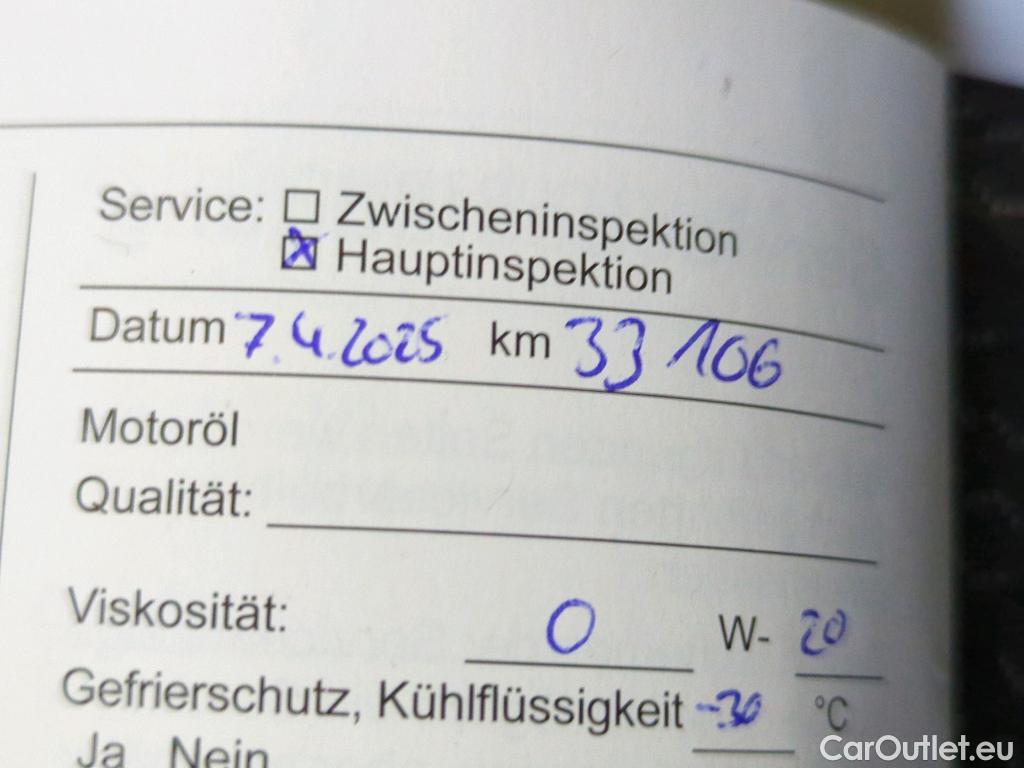 Service: ☐ Zwischeninspektion
☒ Hauptinspektion
Datum 7.4.2025 km 33 106
Motoröl
Qualität:
Viskosität: 0 W- 20
Gefrierschutz, Kühlflüssigkeit -30 °C
Ja Nein
CarOutlet.eu